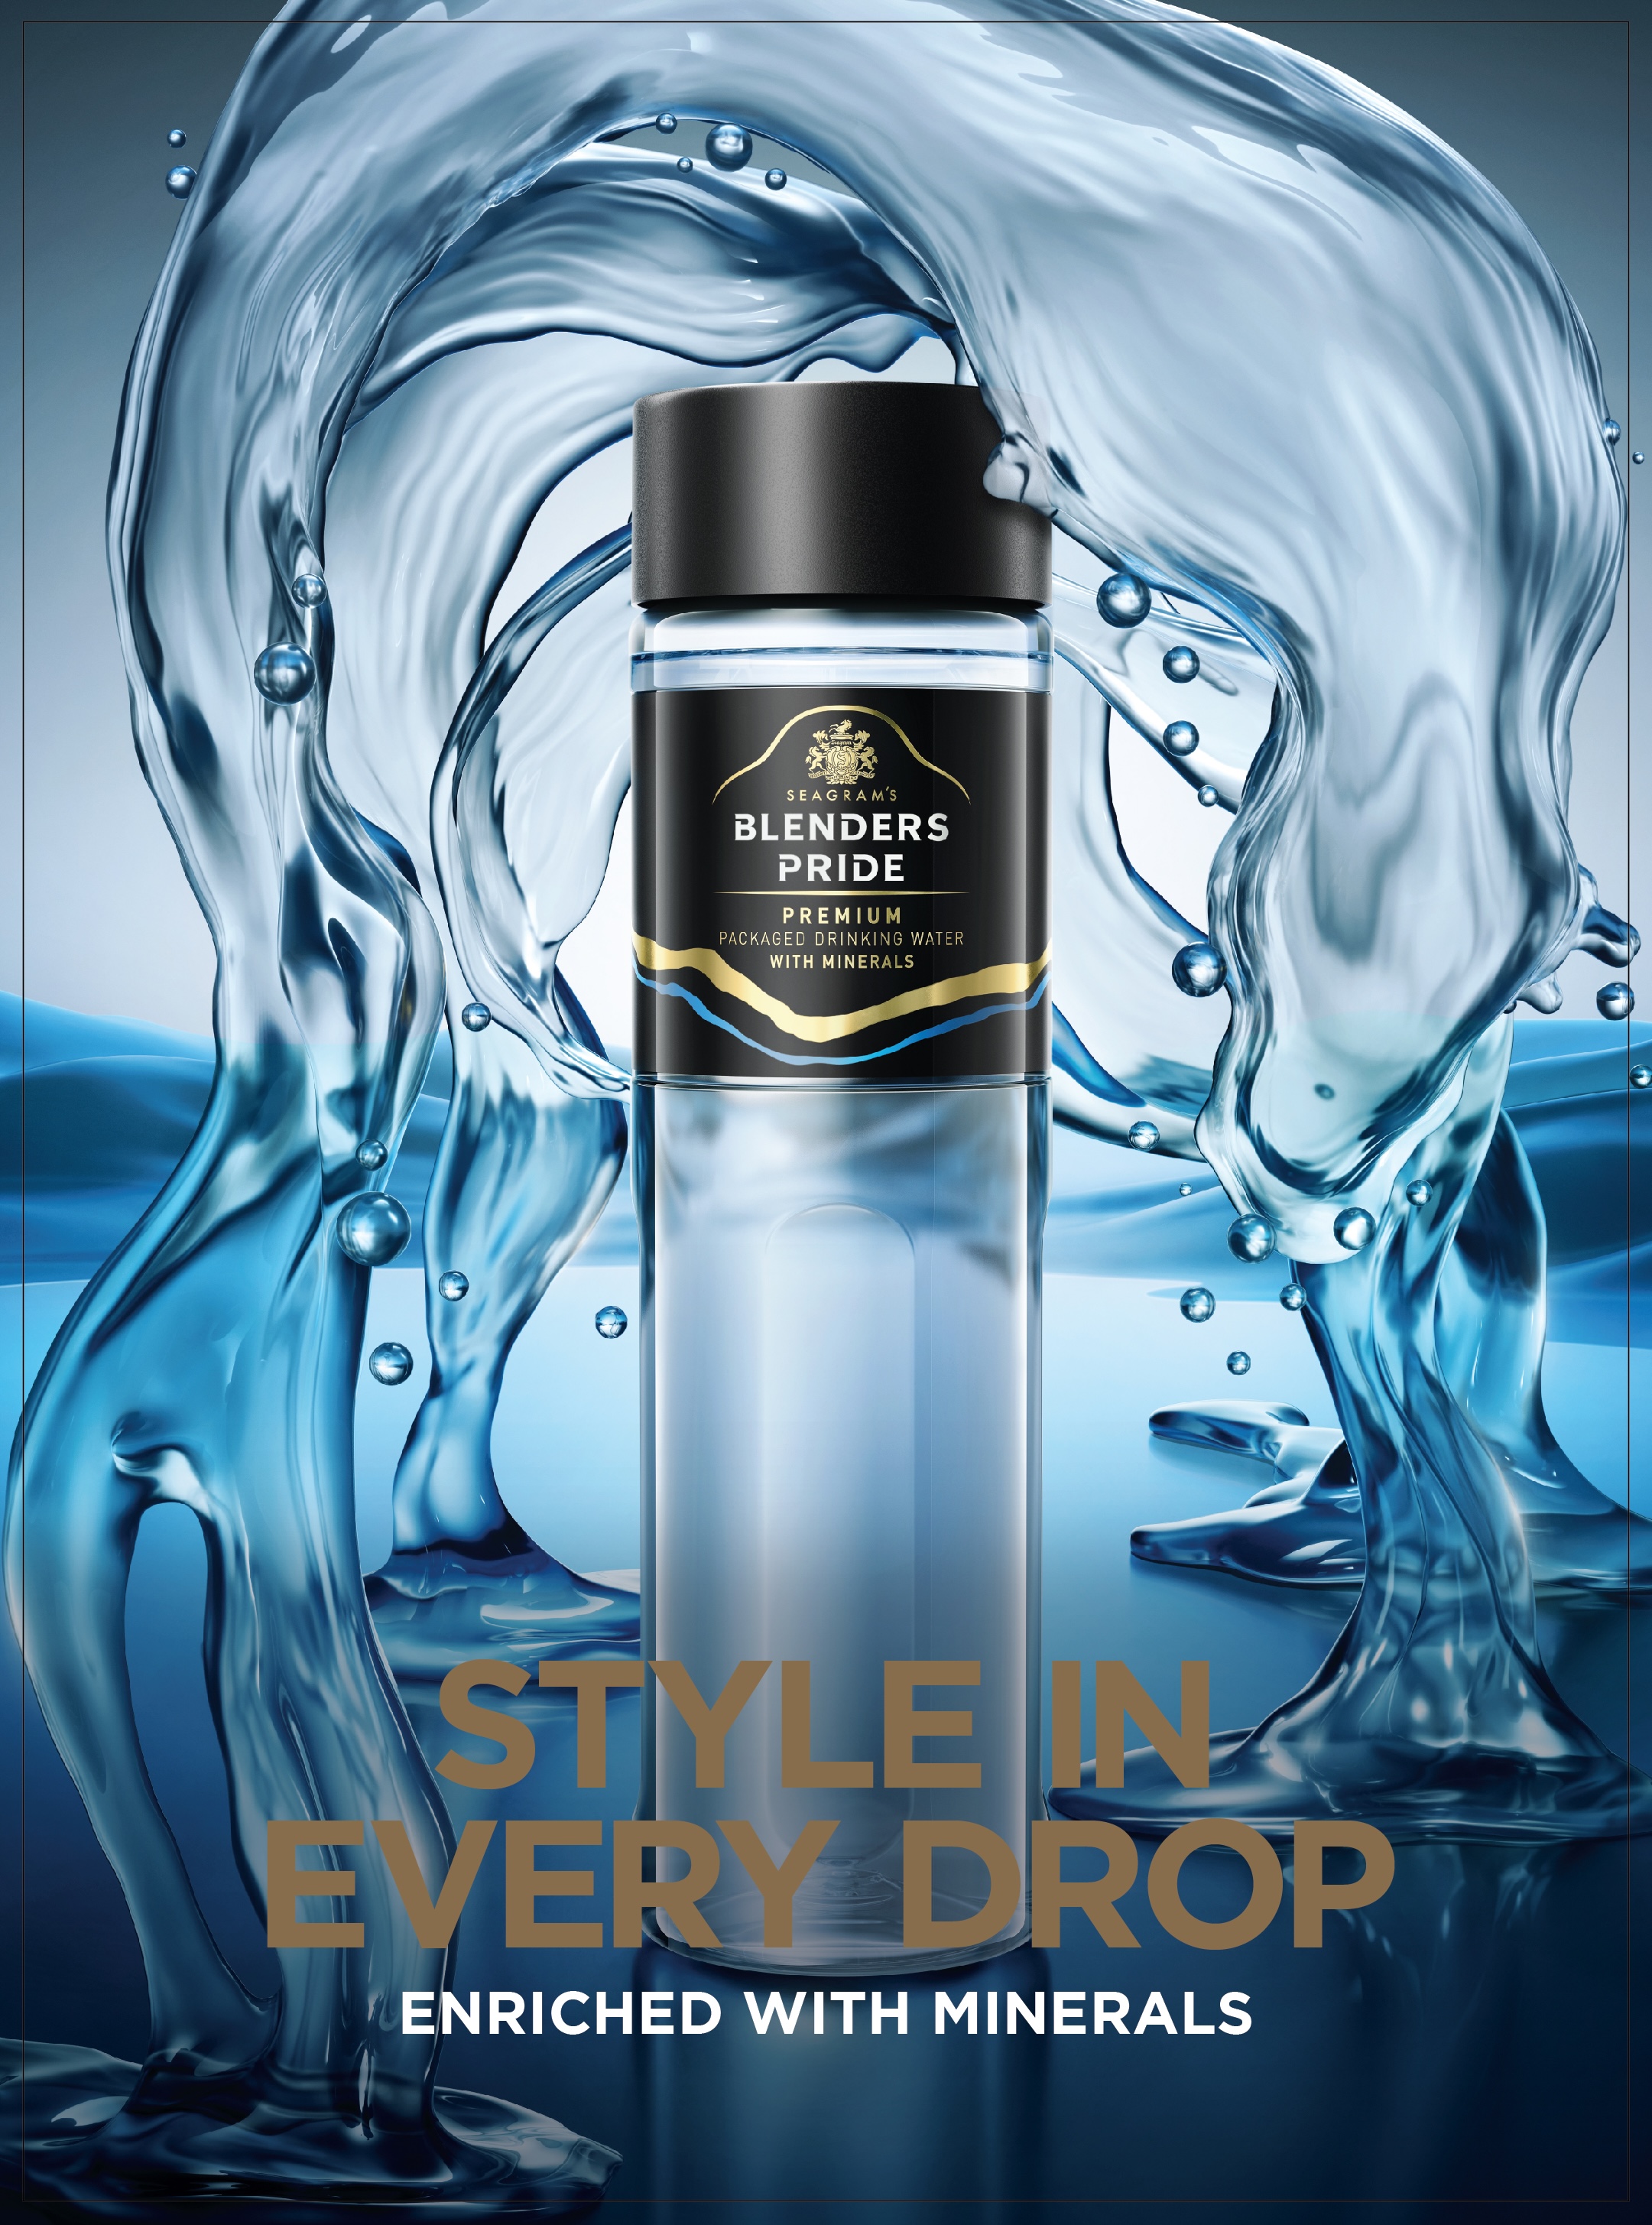 SEAGRAM'S
BLENDERS
PRIDE
PREMIUM
PACKAGED DRINKING WATER
WITH MINERALS
STYLE IN
EVERY DROP
ENRICHED WITH MINERALS